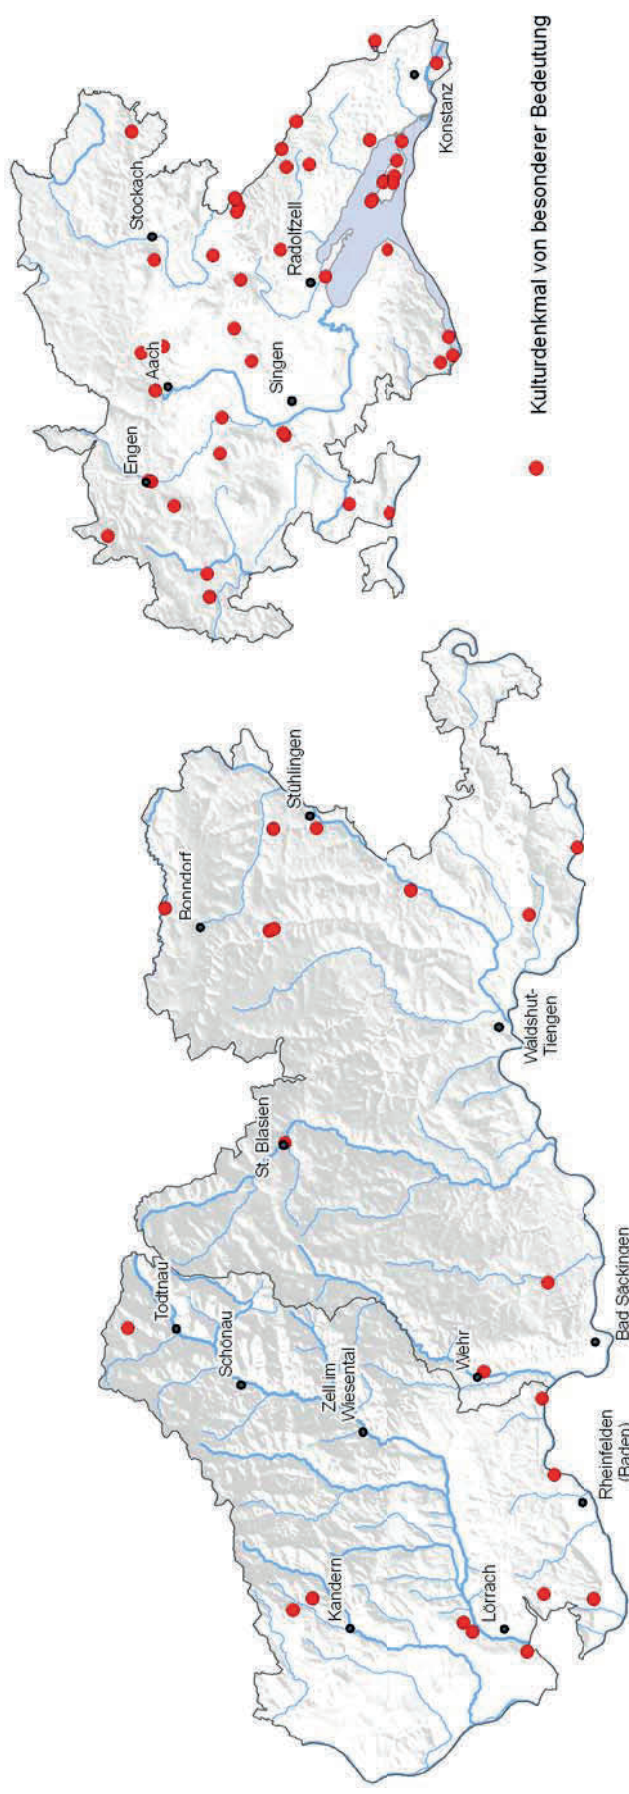 Kandern
Lörrach
Rheinfelden
(Baden)
Zell im
Wiesental
Schönau
Todtnau
Wehr
Bad Säckingen
St. Blasien
Waldshut-
Tiengen
Bonndorf
Stühlingen
Engen
Aach
Singen
Stockach
Radolfzell
Konstanz
Kulturdenkmal von besonderer Bedeutung